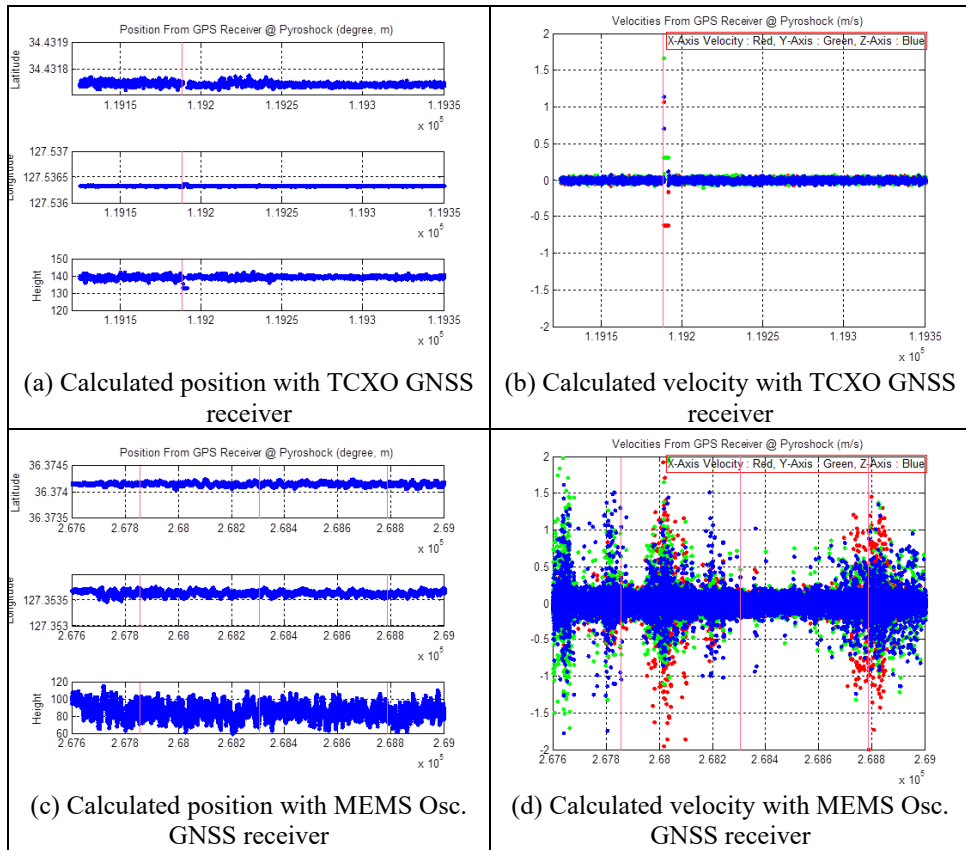 Position From GPS Receiver @ Pyroshock (degree, m)
34.4319
34.4318
Latitude
1.1915 1.192 1.1925 1.193 1.1935
x 10^5
127.537
127.5365
127.536
Longitude
1.1915 1.192 1.1925 1.193 1.1935
x 10^5
150
140
130
120
Height
1.1915 1.192 1.1925 1.193 1.1935
x 10^5
(a) Calculated position with TCXO GNSS
receiver
Velocities From GPS Receiver @ Pyroshock (m/s)
X-Axis Velocity : Red, Y-Axis : Green, Z-Axis : Blue
2
1.5
1
0.5
0
-0.5
-1
-1.5
-2
1.1915 1.192 1.1925 1.193 1.1935
x 10^5
(b) Calculated velocity with TCXO GNSS
receiver
Position From GPS Receiver @ Pyroshock (degree, m)
36.3745
36.374
36.3735
Latitude
2.676 2.678 2.68 2.682 2.684 2.686 2.688 2.69
x 10^5
127.3535
127.353
Longitude
2.676 2.678 2.68 2.682 2.684 2.686 2.688 2.69
x 10^5
120
100
80
60
Height
2.676 2.678 2.68 2.682 2.684 2.686 2.688 2.69
x 10^5
(c) Calculated position with MEMS Osc.
GNSS receiver
Velocities From GPS Receiver @ Pyroshock (m/s)
X-Axis Velocity : Red, Y-Axis : Green, Z-Axis : Blue
2
1.5
1
0.5
0
-0.5
-1
-1.5
-2
2.676 2.678 2.68 2.682 2.684 2.686 2.688 2.69
x 10^5
(d) Calculated velocity with MEMS Osc.
GNSS receiver